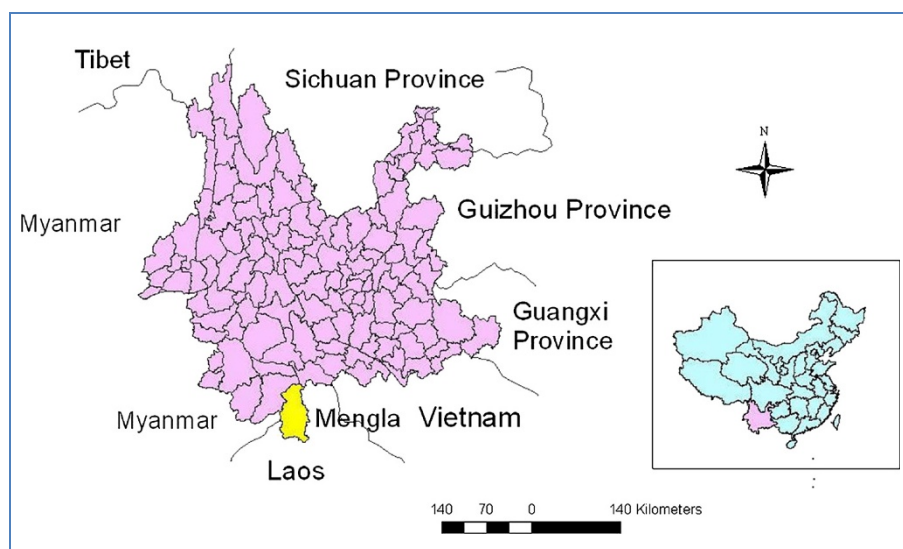 Tibet
Sichuan Province
N
Myanmar
Guizhou Province
Guangxi
Province
Myanmar
Mengla
Vietnam
Laos
140 70 0 140 Kilometers